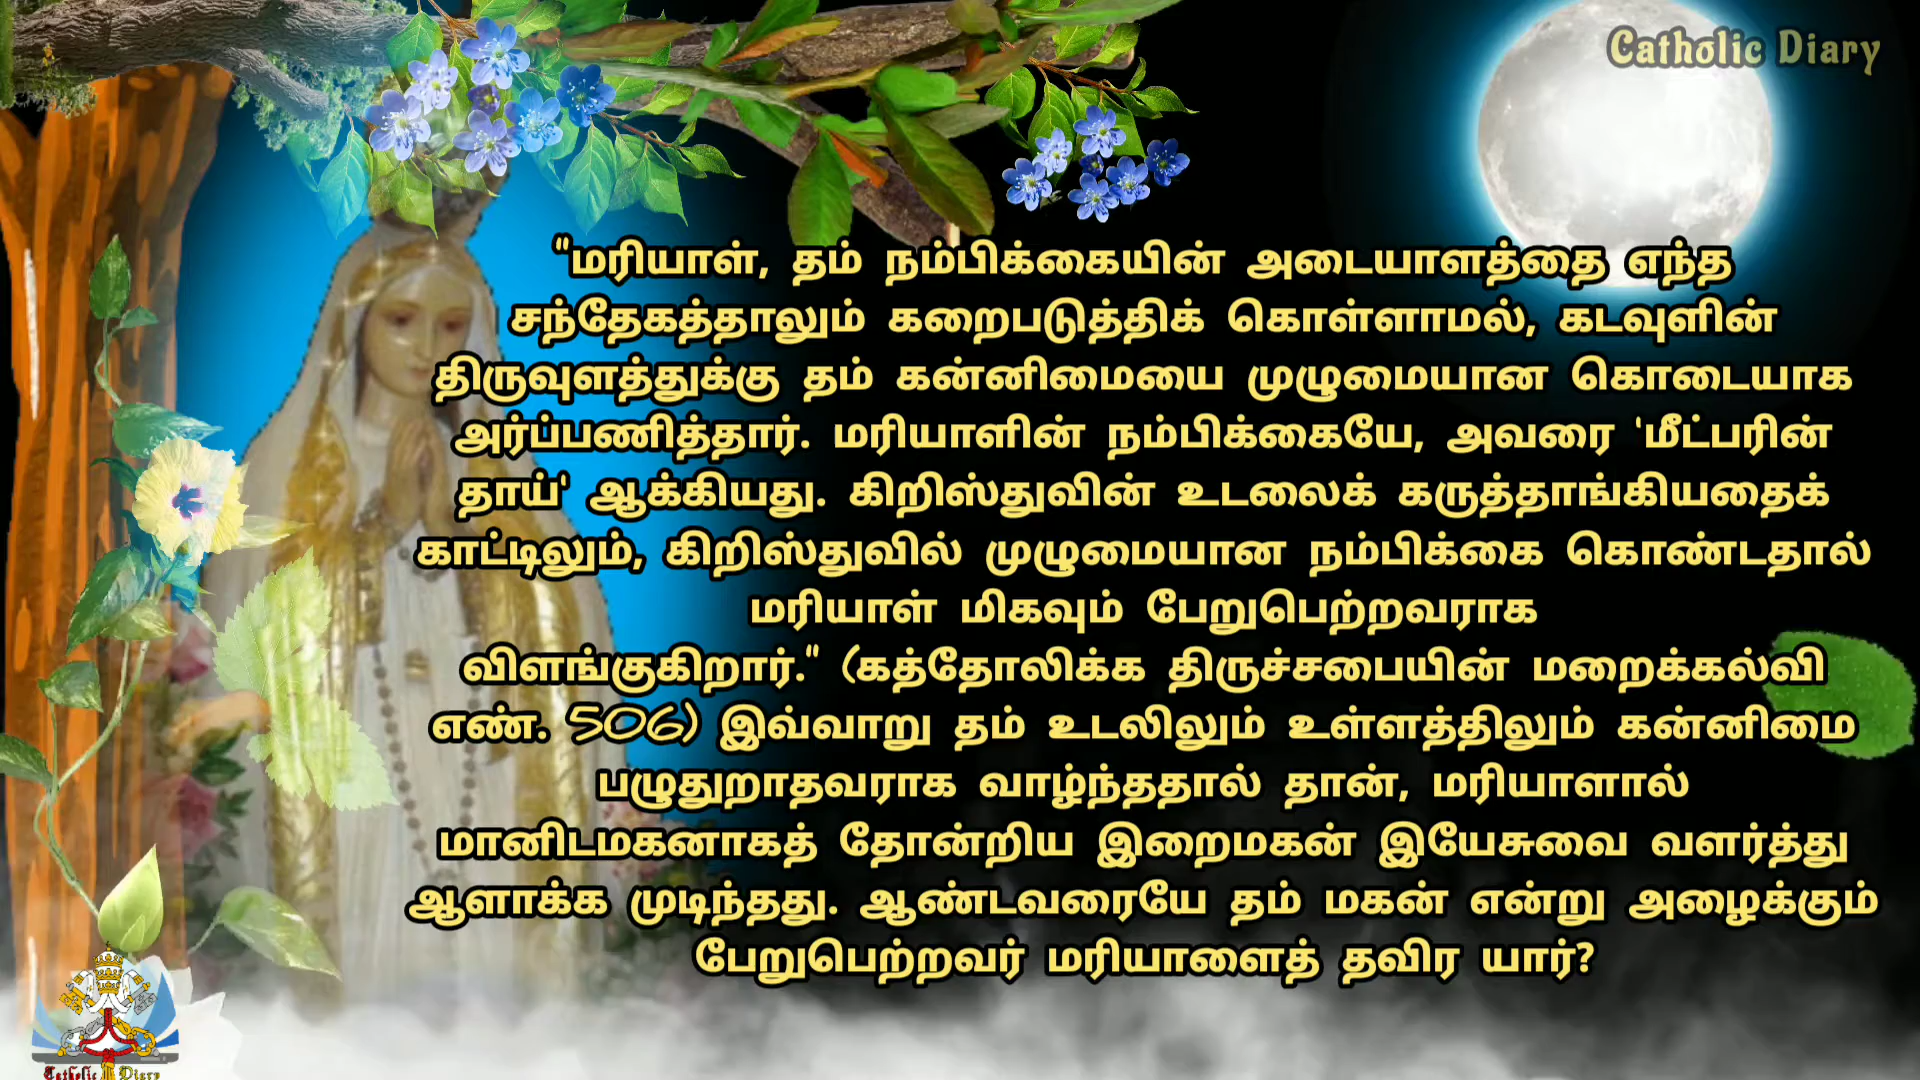 Catholic Diary
"மரியாள், தம் நம்பிக்கையின் அடையாளத்தை எந்த
சந்தேகத்தாலும் கறைபடுத்திக் கொள்ளாமல், கடவுளின்
திருவுளத்துக்கு தம் கன்னிமையை முழுமையான கொடையாக
அர்ப்பணித்தார். மரியாளின் நம்பிக்கையே, அவரை 'மீட்பரின்
தாய்' ஆக்கியது. கிறிஸ்துவின் உடலைக் கருத்தாங்கியதைக்
காட்டிலும், கிறிஸ்துவில் முழுமையான நம்பிக்கை கொண்டதால்
மரியாள் மிகவும் பேறுபெற்றவராக
விளங்குகிறார்." (கத்தோலிக்க திருச்சபையின் மறைக்கல்வி
எண். 506) இவ்வாறு தம் உடலிலும் உள்ளத்திலும் கன்னிமை
பழுதுறாதவராக வாழ்ந்ததால் தான், மரியாளால்
மானிடமகனாகத் தோன்றிய இறைமகன் இயேசுவை வளர்த்து
ஆளாக்க முடிந்தது. ஆண்டவரையே தம் மகன் என்று அழைக்கும்
பேறுபெற்றவர் மரியாளைத் தவிர யார்?
Catholic Diary